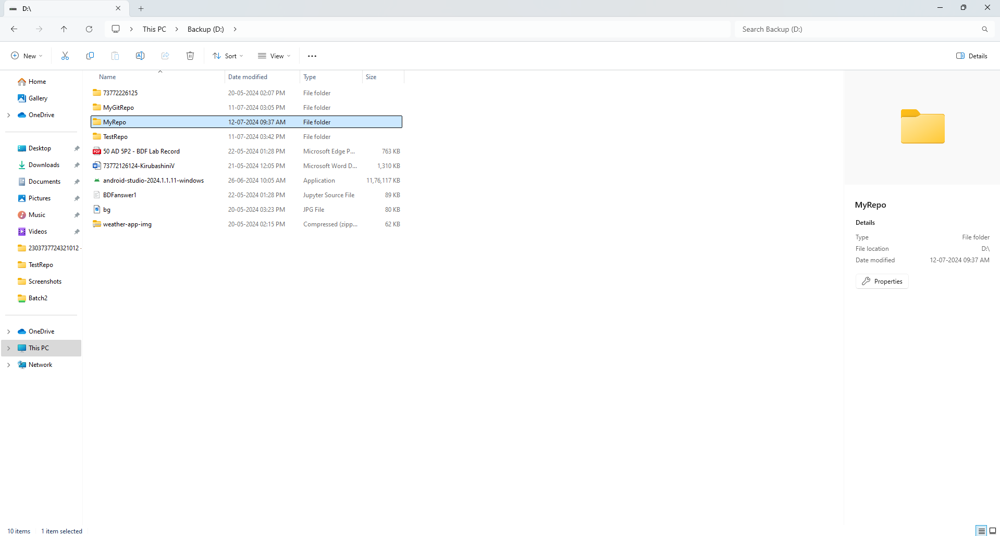 D:\
This PC > Backup (D:) >
Search Backup (D:)
New
Sort
View
Details
Home
Gallery
OneDrive
Desktop
Downloads
Documents
Pictures
Music
Videos
2303737724321012 -
TestRepo
Screenshots
Batch2
OneDrive
This PC
Network
Name Date modified Type Size
73772226125 20-05-2024 02:07 PM File folder
MyGitRepo 11-07-2024 03:05 PM File folder
MyRepo 12-07-2024 09:37 AM File folder
TestRepo 11-07-2024 03:42 PM File folder
PDF 50 AD 5P2 - BDF Lab Record 22-05-2024 01:28 PM Microsoft Edge P... 763 KB
73772126124-KirubashiniV 21-05-2024 12:05 PM Microsoft Word D... 1,310 KB
android-studio-2024.1.1.11-windows 26-06-2024 10:05 AM Application 11,76,117 KB
BDFanswer1 22-05-2024 01:28 PM Jupyter Source File 89 KB
bg 20-05-2024 03:23 PM JPG File 80 KB
weather-app-img 20-05-2024 02:15 PM Compressed (zipp... 62 KB
MyRepo
Details
Type File folder
File location D:\
Date modified 12-07-2024 09:37 AM
Properties
10 items 1 item selected